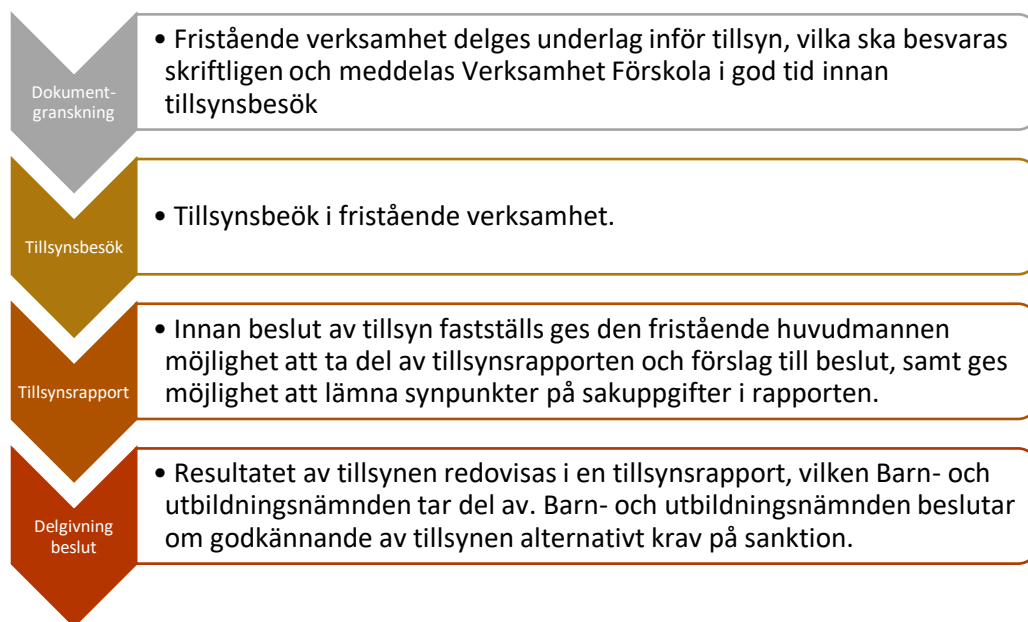 Dokument-
granskning
• Fristående verksamhet delges underlag inför tillsyn, vilka ska besvaras
skriftligen och meddelas Verksamhet Förskola i god tid innan
tillsynsbesök
Tillsynsbesök
• Tillsynsbeök i fristående verksamhet.
Tillsynsrapport
• Innan beslut av tillsyn fastställs ges den fristående huvudmannen
möjlighet att ta del av tillsynsrapporten och förslag till beslut, samt ges
möjlighet att lämna synpunkter på sakuppgifter i rapporten.
Delgivning
beslut
• Resultatet av tillsynen redovisas i en tillsynsrapport, vilken Barn- och
utbildningsnämnden tar del av. Barn- och utbildningsnämnden beslutar
om godkännande av tillsynen alternativt krav på sanktion.